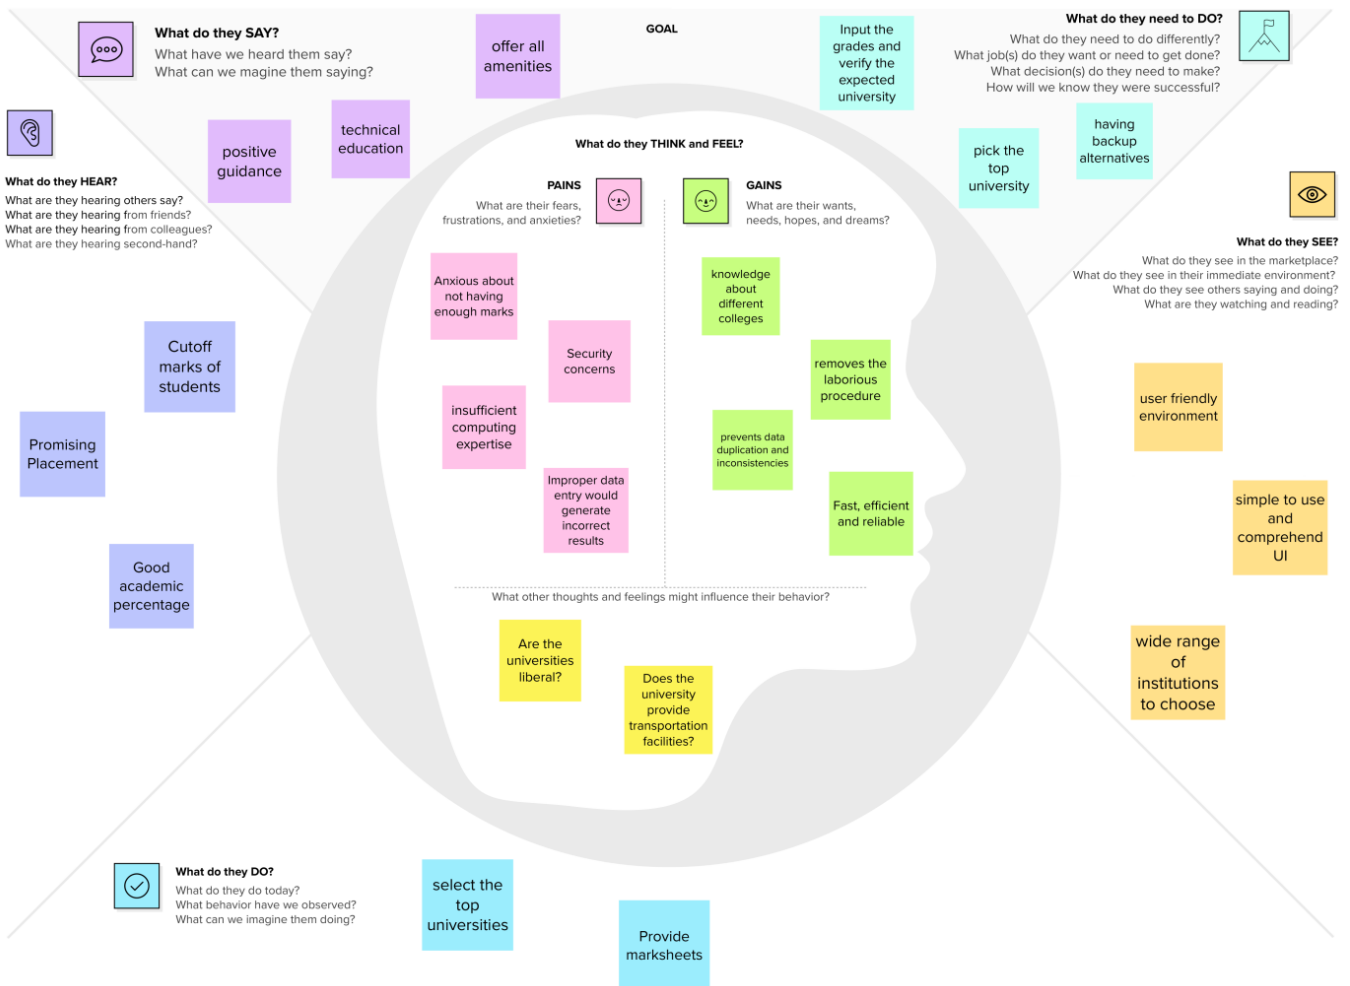 What do they SAY?
What have we heard them say?
What can we magine them saying?
offer all
amenities
GOAL
Input the
grades and
verify the
expected
university
What do they need to DO?
What do they need to do differently?
What job(s) do they want or need to get done?
What decision(s) do they need to make?
How will we know they were successful?
positive
guidance
technical
education
pick the
top
university
having
backup
alternatives
What do they HEAR?
What are they hearing others say?
What are they hearing from friends?
What are they hearing from colleagues?
What are they hearing second-hand?
What do they THINK and FEEL?
PAINS
What are their fears,
frustrations, and anxieties?
GAINS
What are their wants,
needs, hopes, and dreams?
What do they SEE?
What do they see in the marketplace?
What do they see in their immediate environment?
What do they see others saying and doing?
What are they watching and reading?
Cutoff
marks of
students
Promising
Placement
Good
academic
percentage
Anxious about
not having
enough marks
Security
concerns
insufficient
computing
expertise
Improper data
entry would
generate
incorrect
results
knowledge
about
different
colleges
removes the
laborious
procedure
prevents data
duplication and
inconsistencies
Fast, efficient
and reliable
user friendly
environment
simple to use
and
comprehend
UI
wide range
of
institutions
to choose
What other thoughts and feelings might influence their behavior?
Are the
universities
liberal?
Does the
university
provide
transportation
facilities?
What do they DO?
What do they do today?
What behavior have we observed?
What can we imagine them doing?
select the
top
universities
Provide
marksheets